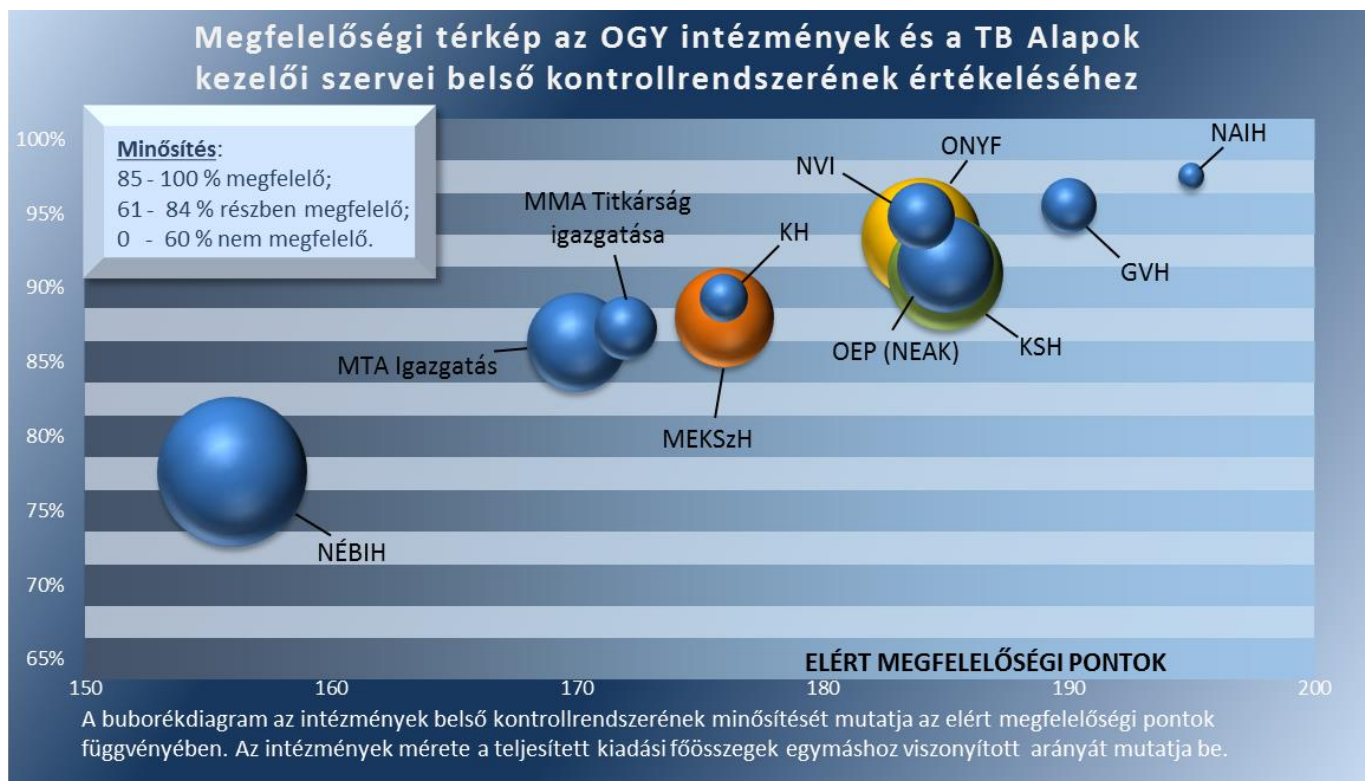 Megfelelőségi térkép az OGY intézmények és a TB Alapok
kezelői szervei belső kontrollrendszerének értékeléséhez
Minősítés:
85 - 100 % megfelelő;
61 - 84 % részben megfelelő;
0 - 60 % nem megfelelő.
100%
95%
90%
85%
80%
75%
70%
65%
NAIH
ONYF
NVI
MMA Titkárság
igazgatása
KH
GVH
OEP (NEAK)
KSH
MTA Igazgatás
MEKSzH
NÉBIH
ELÉRT MEGFELELŐSÉGI PONTOK
150 160 170 180 190 200
A buborékdiagram az intézmények belső kontrollrendszerének minősítését mutatja az elért megfelelőségi pontok
függvényében. Az intézmények mérete a teljesített kiadási főösszegek egymáshoz viszonyított arányát mutatja be.